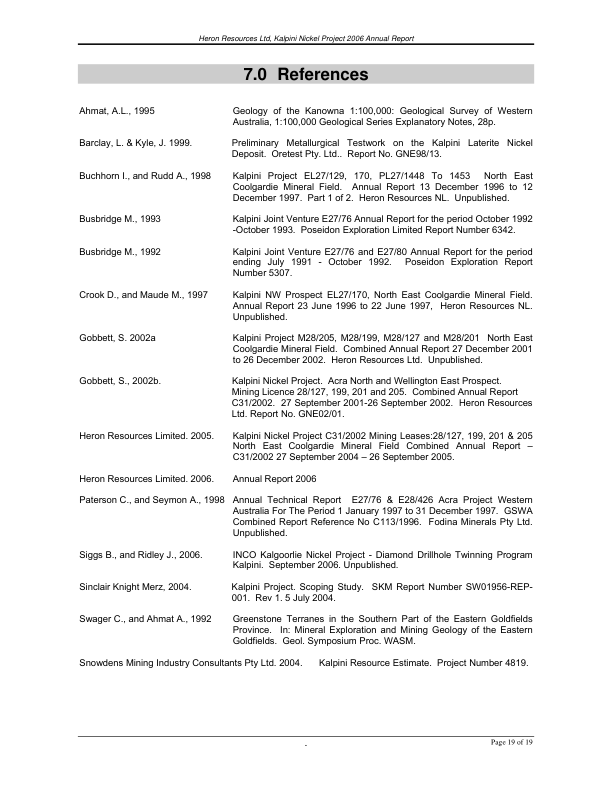 Heron Resources Ltd, Kalpini Nickel Project 2006 Annual Report
7.0 References
Ahmat, A.L., 1995 Geology of the Kanowna 1:100,000: Geological Survey of Western
Australia, 1:100,000 Geological Series Explanatory Notes, 28p.
Barclay, L. & Kyle, J. 1999. Preliminary Metallurgical Testwork on the Kalpini Laterite Nickel
Deposit. Oretest Pty. Ltd.. Report No. GNE98/13.
Buchhorn I., and Rudd A., 1998 Kalpini Project EL27/129, 170, PL27/1448 To 1453 North East
Coolgardie Mineral Field. Annual Report 13 December 1996 to 12
December 1997. Part 1 of 2. Heron Resources NL. Unpublished.
Busbridge M., 1993 Kalpini Joint Venture E27/76 Annual Report for the period October 1992
-October 1993. Poseidon Exploration Limited Report Number 6342.
Busbridge M., 1992 Kalpini Joint Venture E27/76 and E27/80 Annual Report for the period
ending July 1991 - October 1992. Poseidon Exploration Report
Number 5307.
Crook D., and Maude M., 1997 Kalpini NW Prospect EL27/170, North East Coolgardie Mineral Field.
Annual Report 23 June 1996 to 22 June 1997, Heron Resources NL.
Unpublished.
Gobbett, S. 2002a Kalpini Project M28/205, M28/199, M28/127 and M28/201 North East
Coolgardie Mineral Field. Combined Annual Report 27 December 2001
to 26 December 2002. Heron Resources Ltd. Unpublished.
Gobbett, S., 2002b. Kalpini Nickel Project. Acra North and Wellington East Prospect.
Mining Licence 28/127, 199, 201 and 205. Combined Annual Report
C31/2002. 27 September 2001-26 September 2002. Heron Resources
Ltd. Report No. GNE02/01.
Heron Resources Limited. 2005. Kalpini Nickel Project C31/2002 Mining Leases:28/127, 199, 201 & 205
North East Coolgardie Mineral Field Combined Annual Report –
C31/2002 27 September 2004 – 26 September 2005.
Heron Resources Limited. 2006. Annual Report 2006
Paterson C., and Seymon A., 1998 Annual Technical Report E27/76 & E28/426 Acra Project Western
Australia For The Period 1 January 1997 to 31 December 1997. GSWA
Combined Report Reference No C113/1996. Fodina Minerals Pty Ltd.
Unpublished.
Siggs B., and Ridley J., 2006. INCO Kalgoorlie Nickel Project - Diamond Drillhole Twinning Program
Kalpini. September 2006. Unpublished.
Sinclair Knight Merz, 2004. Kalpini Project. Scoping Study. SKM Report Number SW01956-REP-
001. Rev 1. 5 July 2004.
Swager C., and Ahmat A., 1992 Greenstone Terranes in the Southern Part of the Eastern Goldfields
Province. In: Mineral Exploration and Mining Geology of the Eastern
Goldfields. Geol. Symposium Proc. WASM.
Snowdens Mining Industry Consultants Pty Ltd. 2004. Kalpini Resource Estimate. Project Number 4819.
- Page 19 of 19